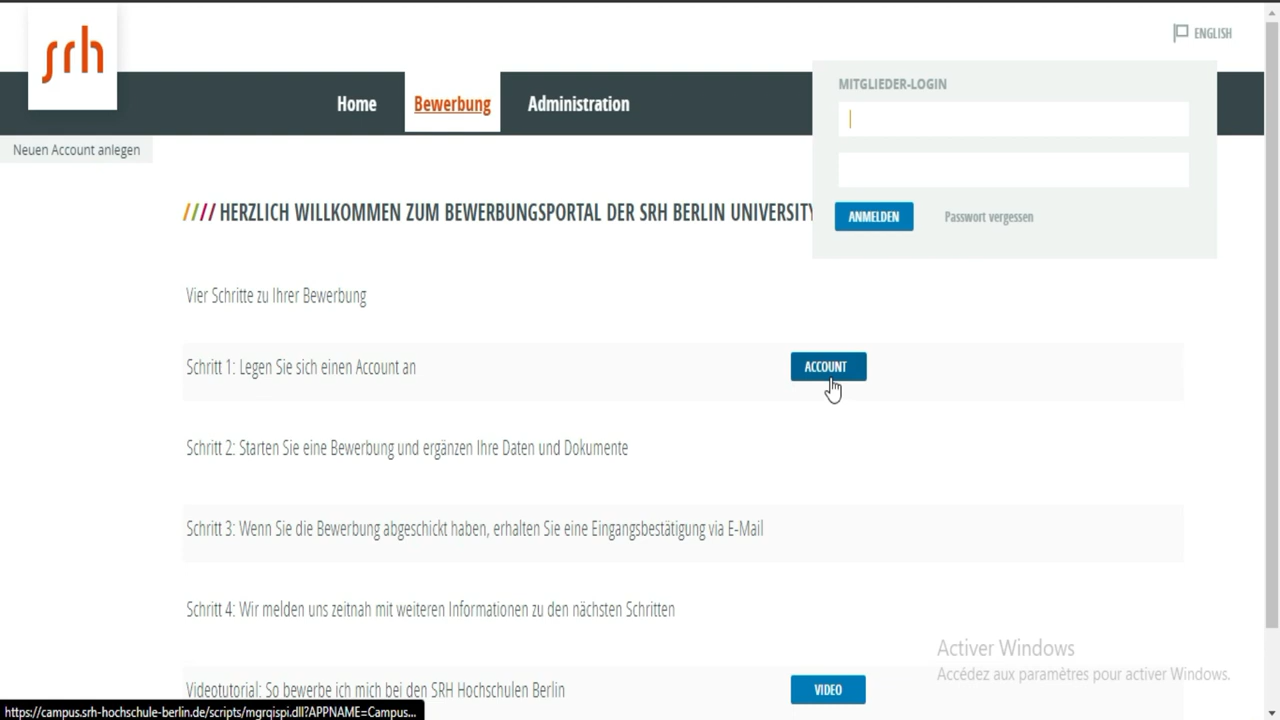 srh
ENGLISH
Home
Bewerbung
Administration
MITGLIEDER-LOGIN
Neuen Account anlegen
//// HERZLICH WILLKOMMEN ZUM BEWERBUNGSPORTAL DER SRH BERLIN UNIVERSITY
ANMELDEN
Passwort vergessen
Vier Schritte zu Ihrer Bewerbung
Schritt 1: Legen Sie sich einen Account an
ACCOUNT
Schritt 2: Starten Sie eine Bewerbung und ergänzen Ihre Daten und Dokumente
Schritt 3: Wenn Sie die Bewerbung abgeschickt haben, erhalten Sie eine Eingangsbestätigung via E-Mail
Schritt 4: Wir melden uns zeitnah mit weiteren Informationen zu den nächsten Schritten
Activer Windows
Accédez aux paramètres pour activer Windows.
Videotutorial: So bewerbe ich mich bei den SRH Hochschulen Berlin
VIDEO
https://campus.srh-hochschule-berlin.de/scripts/mgrqispi.dll?APPNAME=Campus...